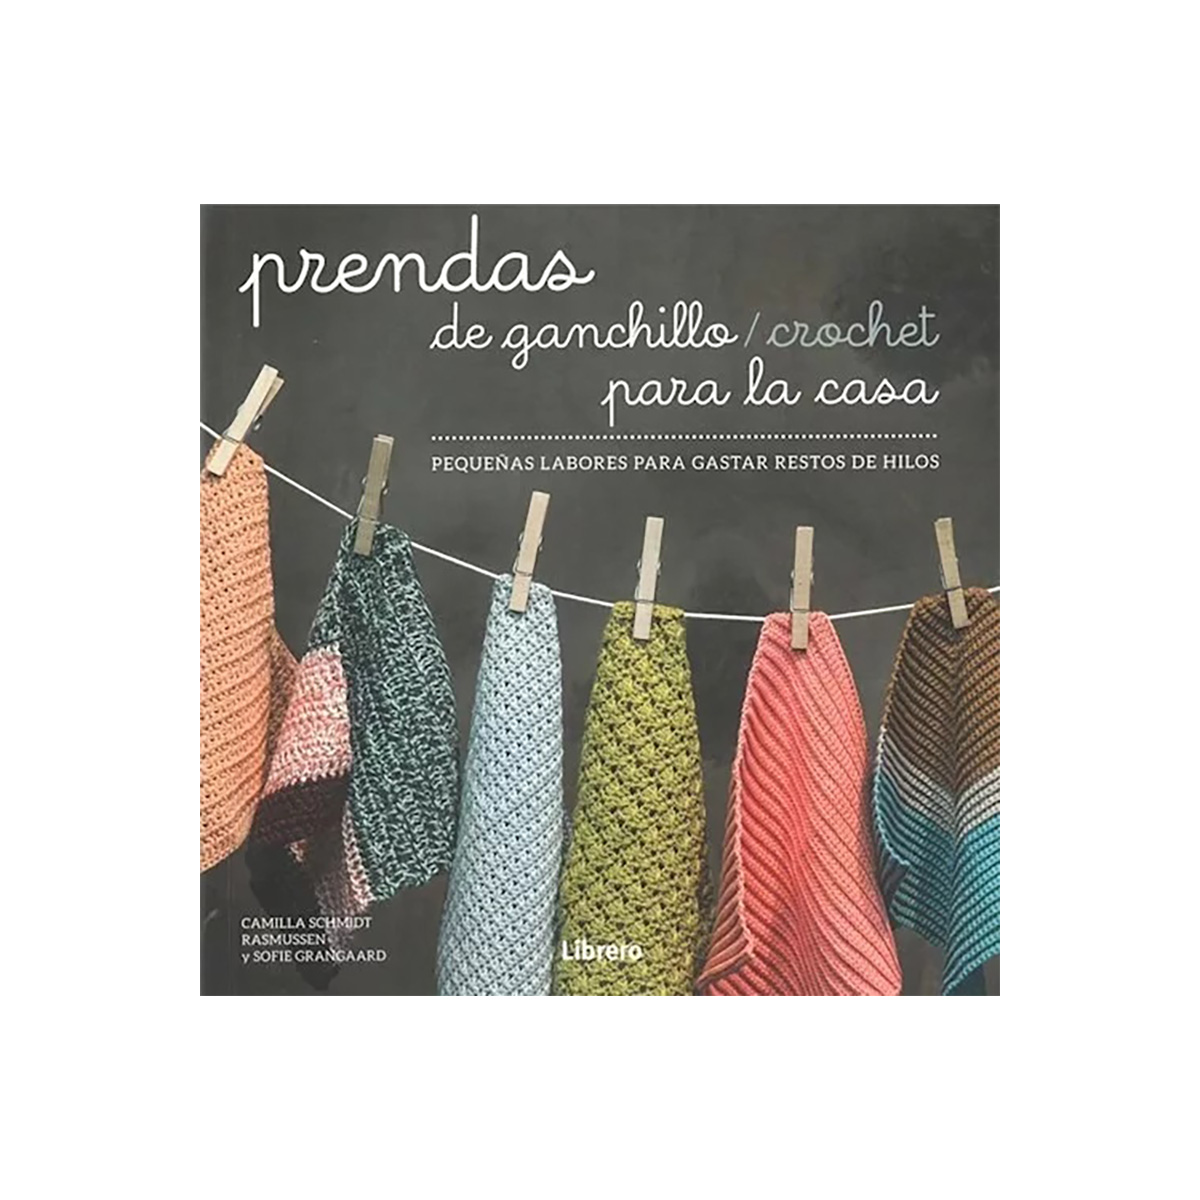 prendas
de ganchillo / crochet
para la casa
PEQUEÑAS LABORES PARA GASTAR RESTOS DE HILOS
CAMILLA SCHMIDT
RASMUSSEN
y SOFIE GRANGAARD
Librero